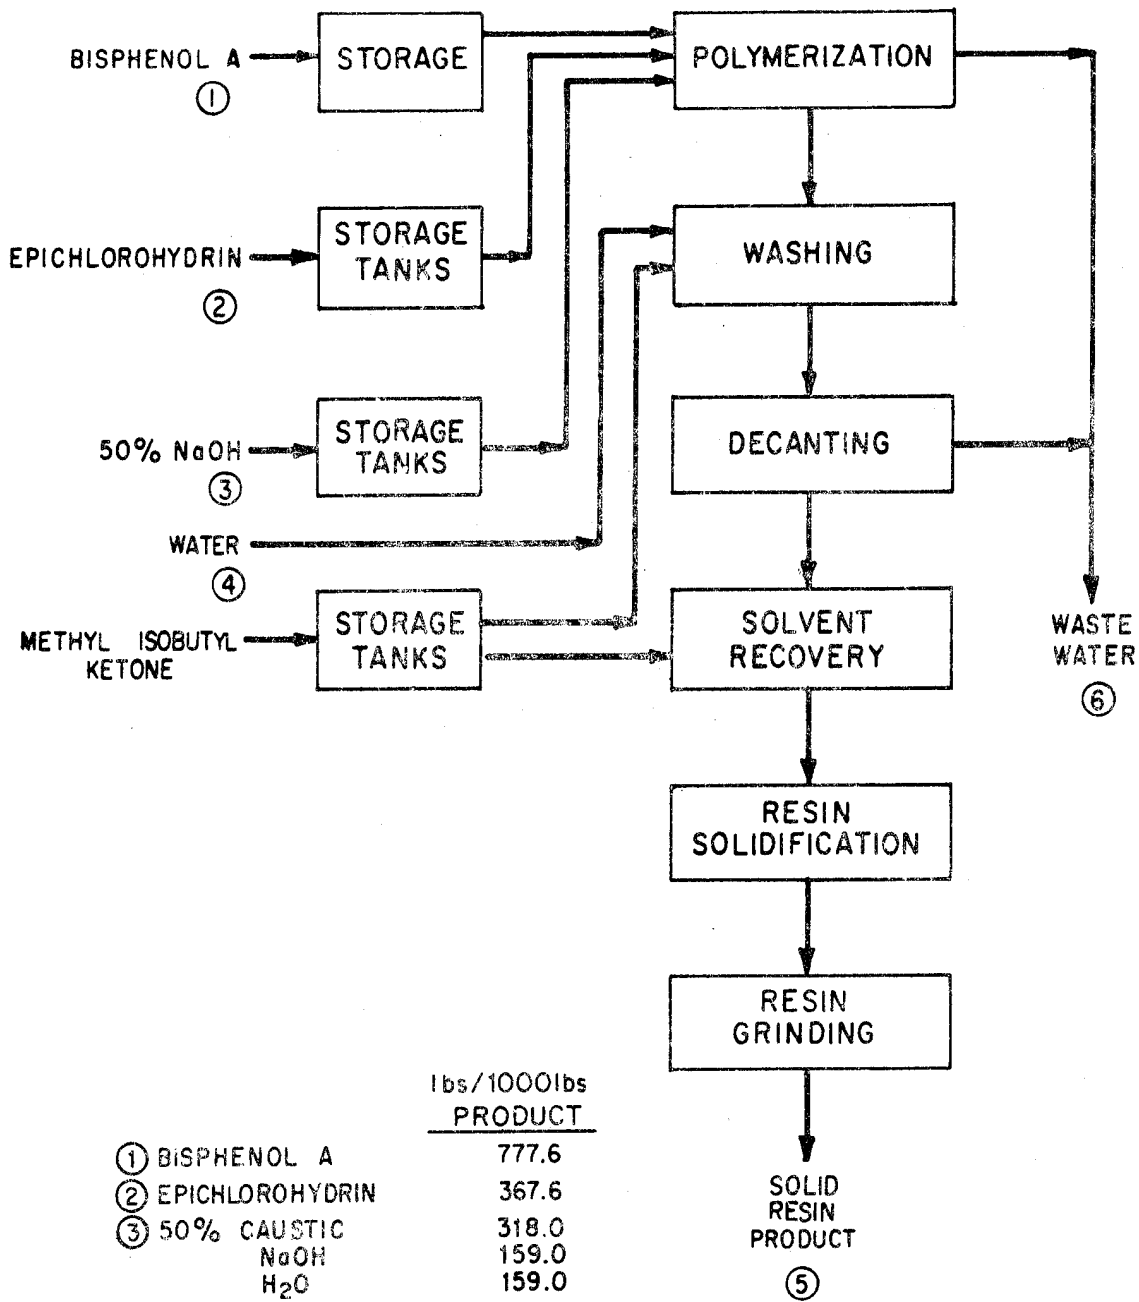 BISPHENOL A
①
STORAGE
POLYMERIZATION
EPICHLOROHYDRIN
②
STORAGE
TANKS
WASHING
50% NaOH
③
STORAGE
TANKS
DECANTING
WATER
④
METHYL ISOBUTYL
KETONE
STORAGE
TANKS
SOLVENT
RECOVERY
WASTE
WATER
⑥
RESIN
SOLIDIFICATION
RESIN
GRINDING
lbs/1000lbs
PRODUCT
① BISPHENOL A 777.6
② EPICHLOROHYDRIN 367.6
③ 50% CAUSTIC 318.0
NaOH 159.0
H₂O 159.0
SOLID
RESIN
PRODUCT
⑤